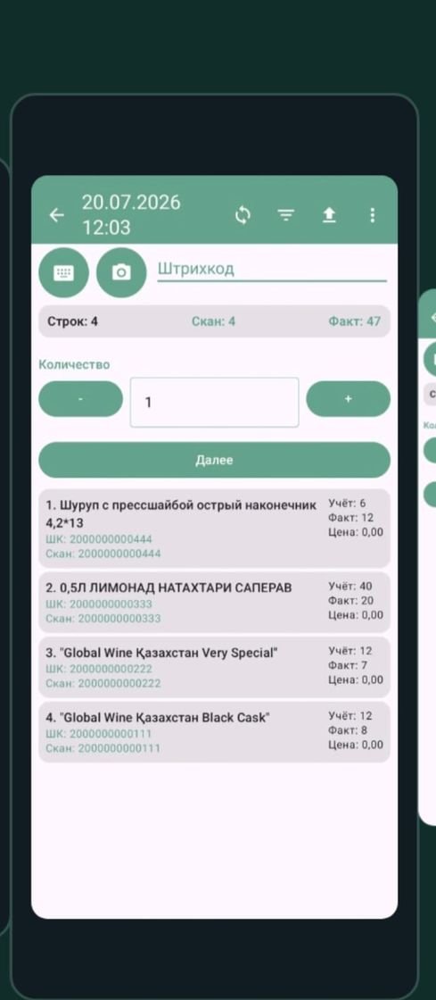 20.07.2026
12:03
Штрихкод
Строк: 4 Скан: 4 Факт: 47
Количество
- 1 +
Далее
1. Шуруп с прессшайбой острый наконечник Учёт: 6
4,2*13 Факт: 12
ШК: 2000000000444 Цена: 0,00
Скан: 2000000000444
2. 0,5Л ЛИМОНАД НАТАХТАРИ САПЕРАВ Учёт: 40
ШК: 2000000000333 Факт: 20
Скан: 2000000000333 Цена: 0,00
3. "Global Wine Қазахстан Very Special" Учёт: 12
ШК: 2000000000222 Факт: 7
Скан: 2000000000222 Цена: 0,00
4. "Global Wine Қазахстан Black Cask" Учёт: 12
ШК: 2000000000111 Факт: 8
Скан: 2000000000111 Цена: 0,00